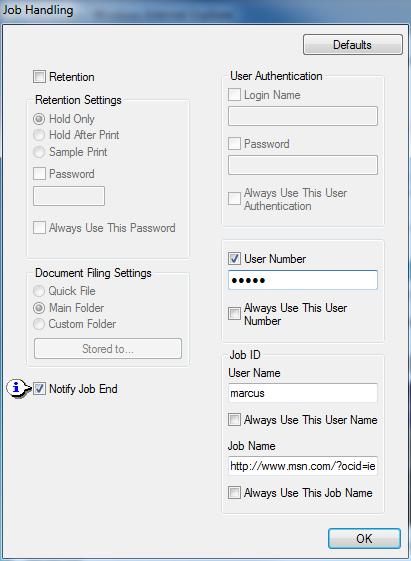 Job Handling
Defaults
Retention
Retention Settings
Hold Only
Hold After Print
Sample Print
Password
Always Use This Password
Document Filing Settings
Quick File
Main Folder
Custom Folder
Stored to...
Notify Job End
User Authentication
Login Name
Password
Always Use This User
Authentication
User Number
•••••
Always Use This User
Number
Job ID
User Name
marcus
Always Use This User Name
Job Name
http://www.msn.com/?ocid=ie
Always Use This Job Name
OK